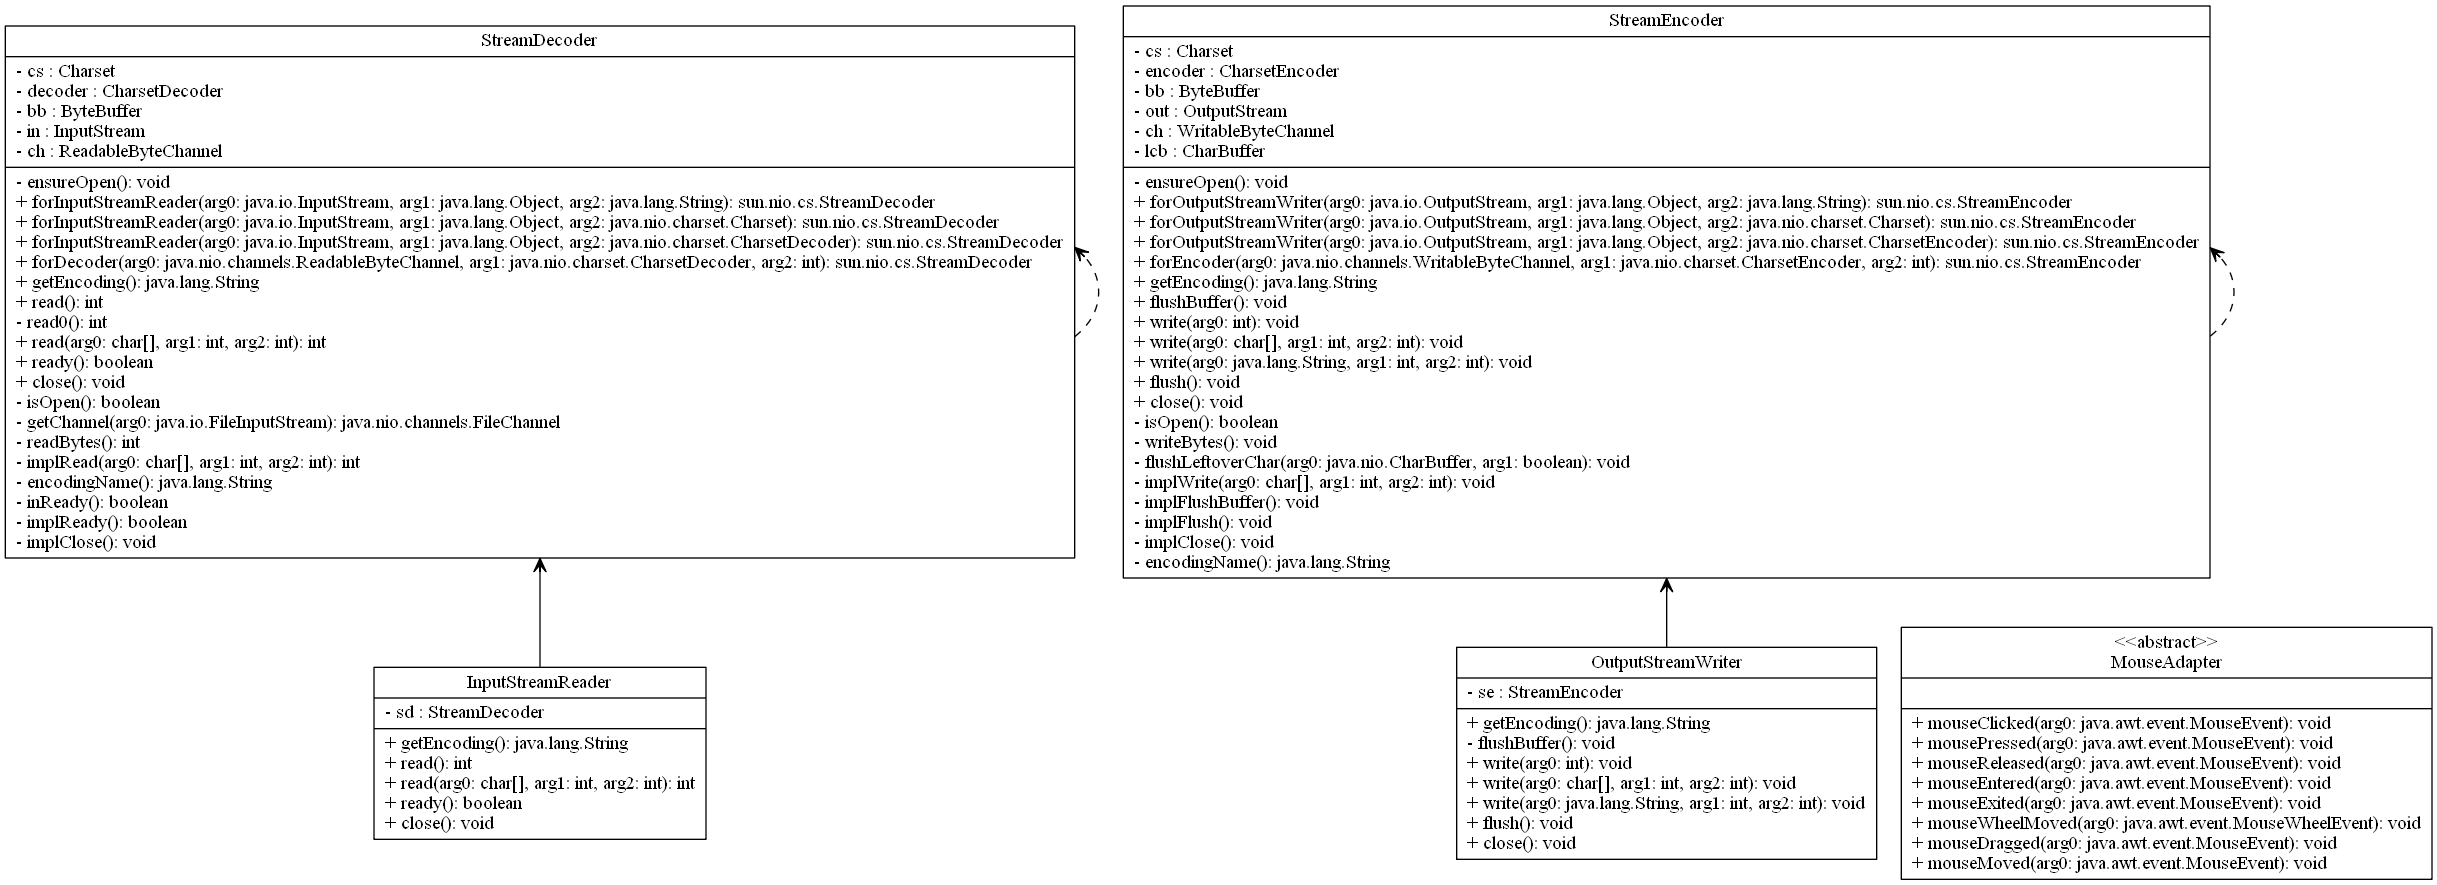 StreamDecoder
- cs : Charset
- decoder : CharsetDecoder
- bb : ByteBuffer
- in : InputStream
- ch : ReadableByteChannel
- ensureOpen(): void
+ forInputStreamReader(arg0: java.io.InputStream, arg1: java.lang.Object, arg2: java.lang.String): sun.nio.cs.StreamDecoder
+ forInputStreamReader(arg0: java.io.InputStream, arg1: java.lang.Object, arg2: java.nio.charset.Charset): sun.nio.cs.StreamDecoder
+ forInputStreamReader(arg0: java.io.InputStream, arg1: java.lang.Object, arg2: java.nio.charset.CharsetDecoder): sun.nio.cs.StreamDecoder
+ forDecoder(arg0: java.nio.channels.ReadableByteChannel, arg1: java.nio.charset.CharsetDecoder, arg2: int): sun.nio.cs.StreamDecoder
+ getEncoding(): java.lang.String
+ read(): int
- read0(): int
+ read(arg0: char[], arg1: int, arg2: int): int
+ ready(): boolean
+ close(): void
- isOpen(): boolean
- getChannel(arg0: java.io.FileInputStream): java.nio.channels.FileChannel
- readBytes(): int
- implRead(arg0: char[], arg1: int, arg2: int): int
- encodingName(): java.lang.String
- inReady(): boolean
- implReady(): boolean
- implClose(): void
StreamEncoder
- cs : Charset
- encoder : CharsetEncoder
- bb : ByteBuffer
- out : OutputStream
- ch : WritableByteChannel
- lcb : CharBuffer
- ensureOpen(): void
+ forOutputStreamWriter(arg0: java.io.OutputStream, arg1: java.lang.Object, arg2: java.lang.String): sun.nio.cs.StreamEncoder
+ forOutputStreamWriter(arg0: java.io.OutputStream, arg1: java.lang.Object, arg2: java.nio.charset.Charset): sun.nio.cs.StreamEncoder
+ forOutputStreamWriter(arg0: java.io.OutputStream, arg1: java.lang.Object, arg2: java.nio.charset.CharsetEncoder): sun.nio.cs.StreamEncoder
+ forEncoder(arg0: java.nio.channels.WritableByteChannel, arg1: java.nio.charset.CharsetEncoder, arg2: int): sun.nio.cs.StreamEncoder
+ getEncoding(): java.lang.String
+ flushBuffer(): void
+ write(arg0: int): void
+ write(arg0: char[], arg1: int, arg2: int): void
+ write(arg0: java.lang.String, arg1: int, arg2: int): void
+ flush(): void
+ close(): void
- isOpen(): boolean
- writeBytes(): void
- flushLeftoverChar(arg0: java.nio.CharBuffer, arg1: boolean): void
- implWrite(arg0: char[], arg1: int, arg2: int): void
- implFlushBuffer(): void
- implFlush(): void
- implClose(): void
- encodingName(): java.lang.String
InputStreamReader
- sd : StreamDecoder
+ getEncoding(): java.lang.String
+ read(): int
+ read(arg0: char[], arg1: int, arg2: int): int
+ ready(): boolean
+ close(): void
OutputStreamWriter
- se : StreamEncoder
+ getEncoding(): java.lang.String
- flushBuffer(): void
+ write(arg0: int): void
+ write(arg0: char[], arg1: int, arg2: int): void
+ write(arg0: java.lang.String, arg1: int, arg2: int): void
+ flush(): void
+ close(): void
<<abstract>>
MouseAdapter
+ mouseClicked(arg0: java.awt.event.MouseEvent): void
+ mousePressed(arg0: java.awt.event.MouseEvent): void
+ mouseReleased(arg0: java.awt.event.MouseEvent): void
+ mouseEntered(arg0: java.awt.event.MouseEvent): void
+ mouseExited(arg0: java.awt.event.MouseEvent): void
+ mouseWheelMoved(arg0: java.awt.event.MouseWheelEvent): void
+ mouseDragged(arg0: java.awt.event.MouseEvent): void
+ mouseMoved(arg0: java.awt.event.MouseEvent): void